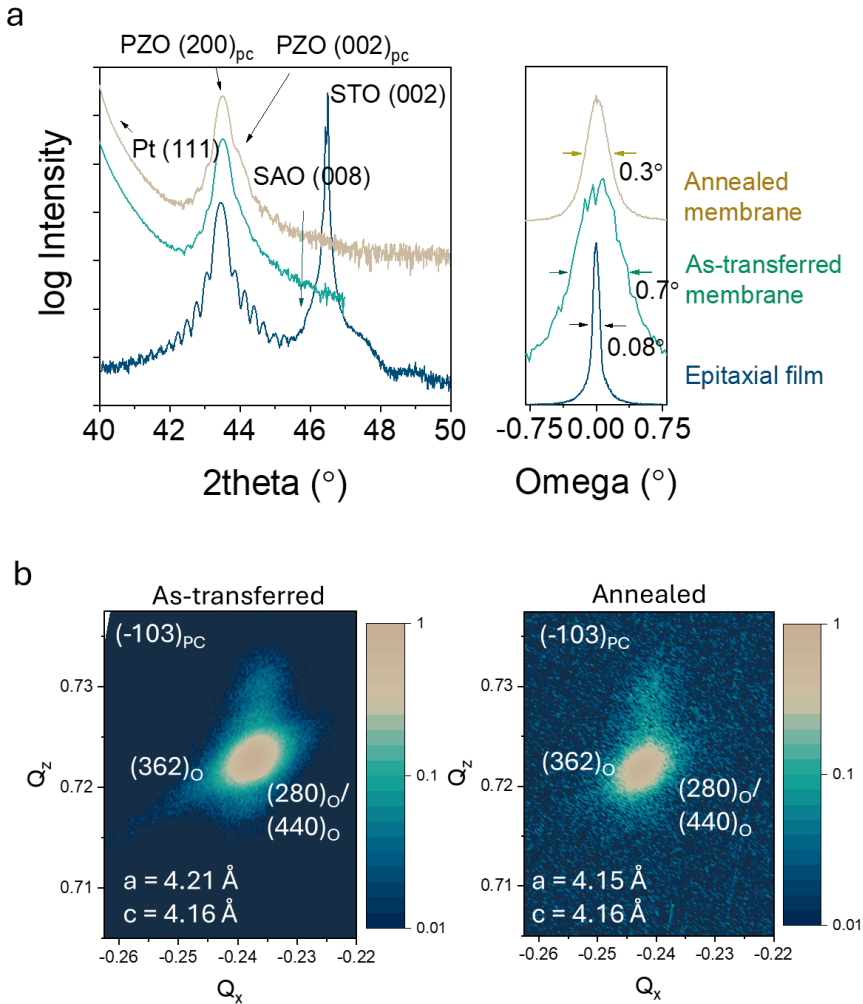 a
PZO (200)pc
PZO (002)pc
STO (002)
Pt (111)
SAO (008)
log Intensity
40 42 44 46 48 50
2theta (°)
0.3°
0.7°
0.08°
-0.75 0.00 0.75
Omega (°)
Annealed
membrane
As-transferred
membrane
Epitaxial film
b
As-transferred
(-103)PC
(362)O
(280)O/
(440)O
a = 4.21 Å
c = 4.16 Å
0.73
0.72
0.71
Qz
-0.26 -0.25 -0.24 -0.23 -0.22
Qx
1
0.1
0.01
Annealed
(-103)PC
(362)O
(280)O/
(440)O
a = 4.15 Å
c = 4.16 Å
0.73
0.72
0.71
Qz
-0.26 -0.25 -0.24 -0.23 -0.22
Qx
1
0.1
0.01